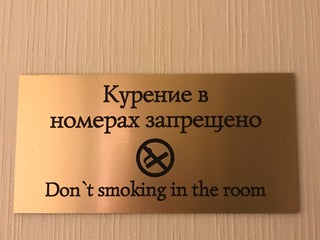 Курение в
номерах запрещено
Don`t smoking in the room